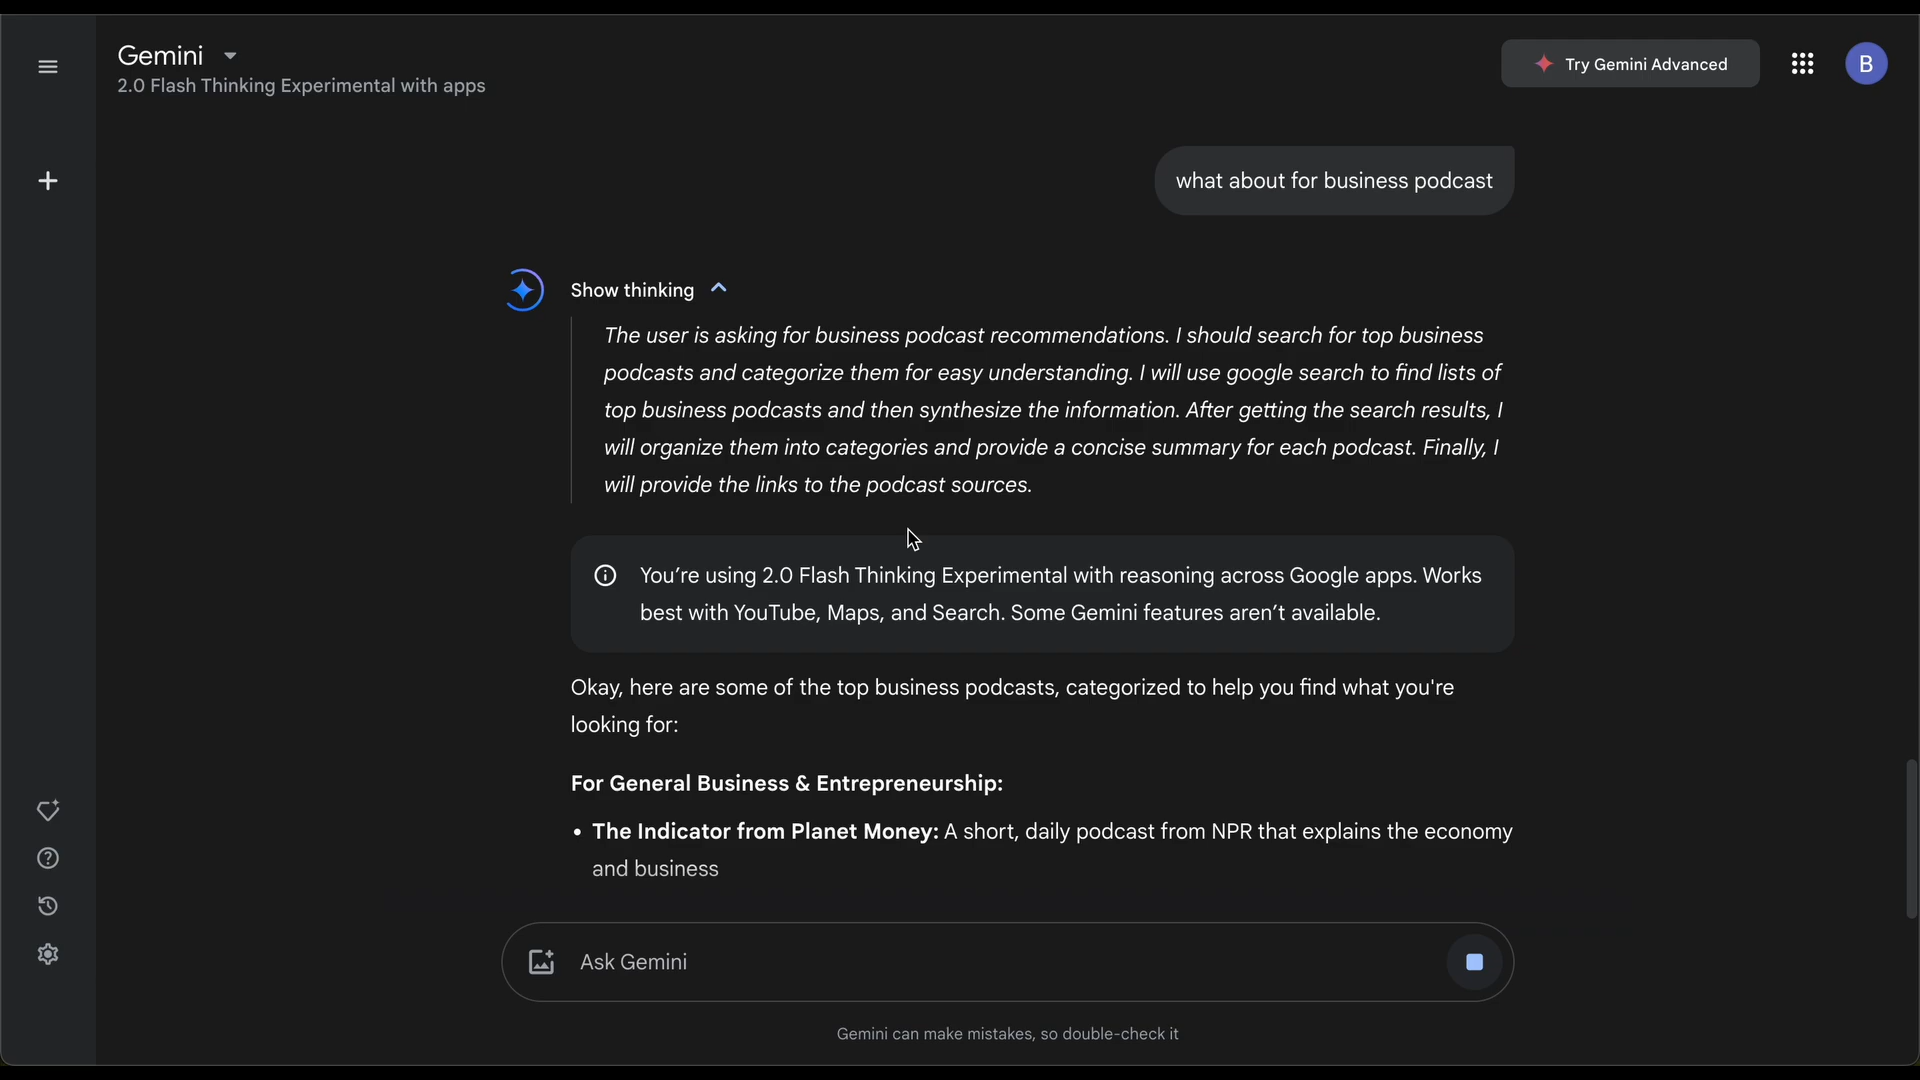 Gemini
2.0 Flash Thinking Experimental with apps
Try Gemini Advanced
B
what about for business podcast
Show thinking
The user is asking for business podcast recommendations. I should search for top business
podcasts and categorize them for easy understanding. I will use google search to find lists of
top business podcasts and then synthesize the information. After getting the search results, I
will organize them into categories and provide a concise summary for each podcast. Finally, I
will provide the links to the podcast sources.
You’re using 2.0 Flash Thinking Experimental with reasoning across Google apps. Works
best with YouTube, Maps, and Search. Some Gemini features aren’t available.
Okay, here are some of the top business podcasts, categorized to help you find what you're
looking for:
For General Business & Entrepreneurship:
• The Indicator from Planet Money: A short, daily podcast from NPR that explains the economy
and business
Ask Gemini
Gemini can make mistakes, so double-check it